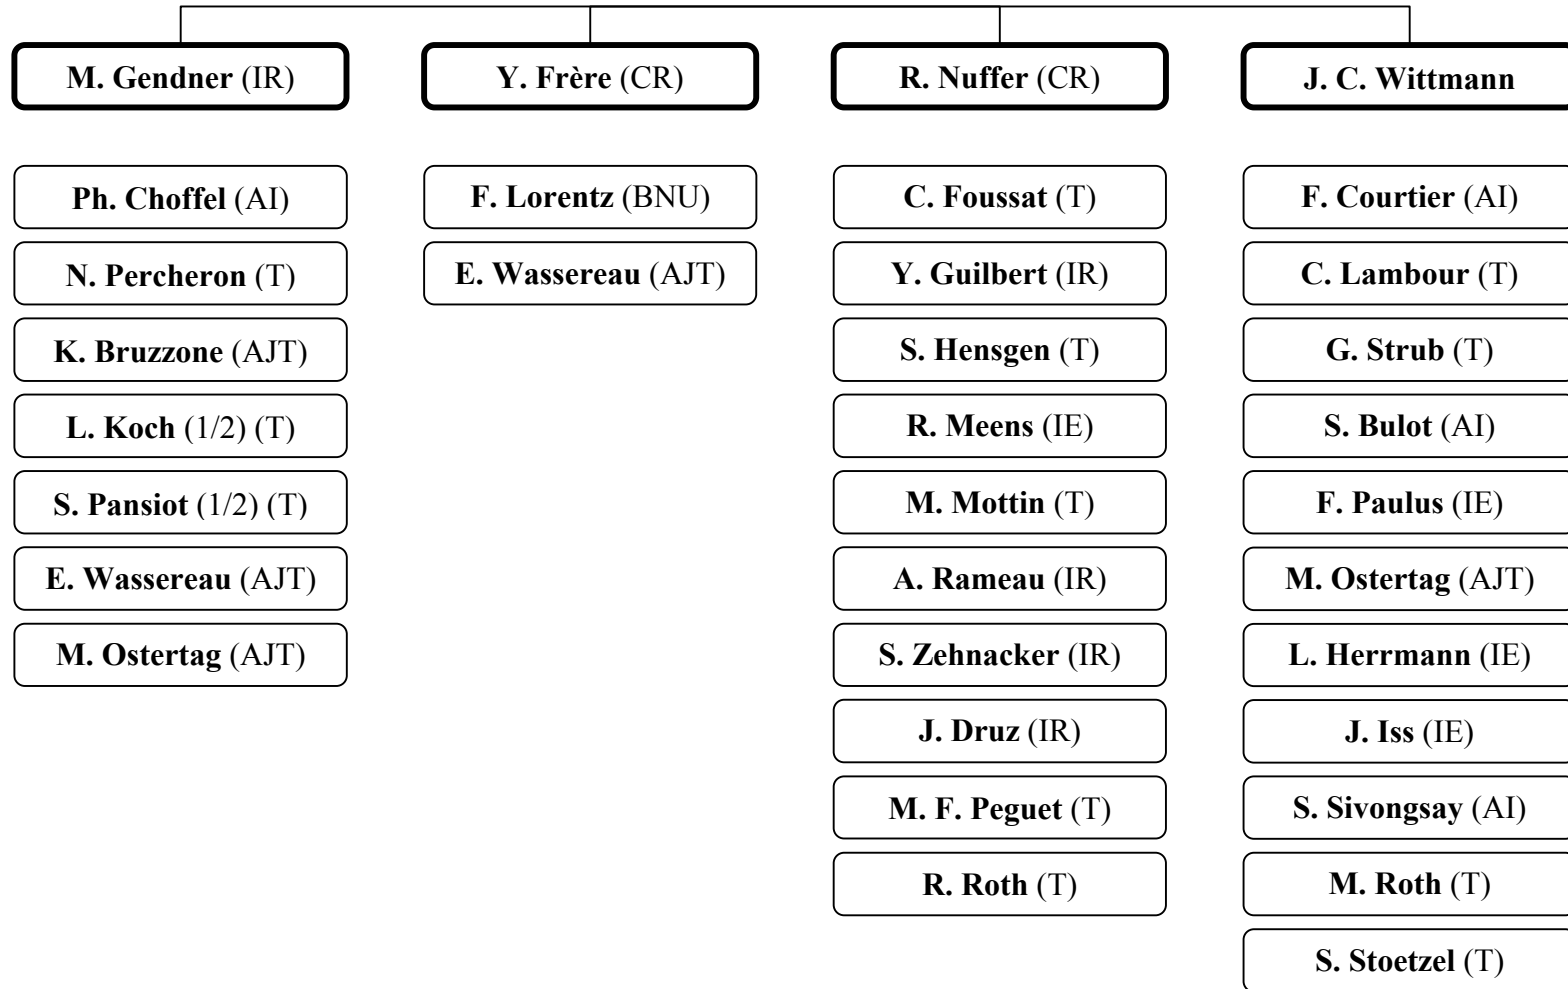 M. Gendner (IR)
Y. Frère (CR)
R. Nuffer (CR)
J. C. Wittmann
Ph. Choffel (AI)
N. Percheron (T)
K. Bruzzone (AJT)
L. Koch (1/2) (T)
S. Pansiot (1/2) (T)
E. Wassereau (AJT)
M. Ostertag (AJT)
F. Lorentz (BNU)
E. Wassereau (AJT)
C. Foussat (T)
Y. Guilbert (IR)
S. Hensgen (T)
R. Meens (IE)
M. Mottin (T)
A. Rameau (IR)
S. Zehnacker (IR)
J. Druz (IR)
M. F. Peguet (T)
R. Roth (T)
F. Courtier (AI)
C. Lambour (T)
G. Strub (T)
S. Bulot (AI)
F. Paulus (IE)
M. Ostertag (AJT)
L. Herrmann (IE)
J. Iss (IE)
S. Sivongsay (AI)
M. Roth (T)
S. Stoetzel (T)